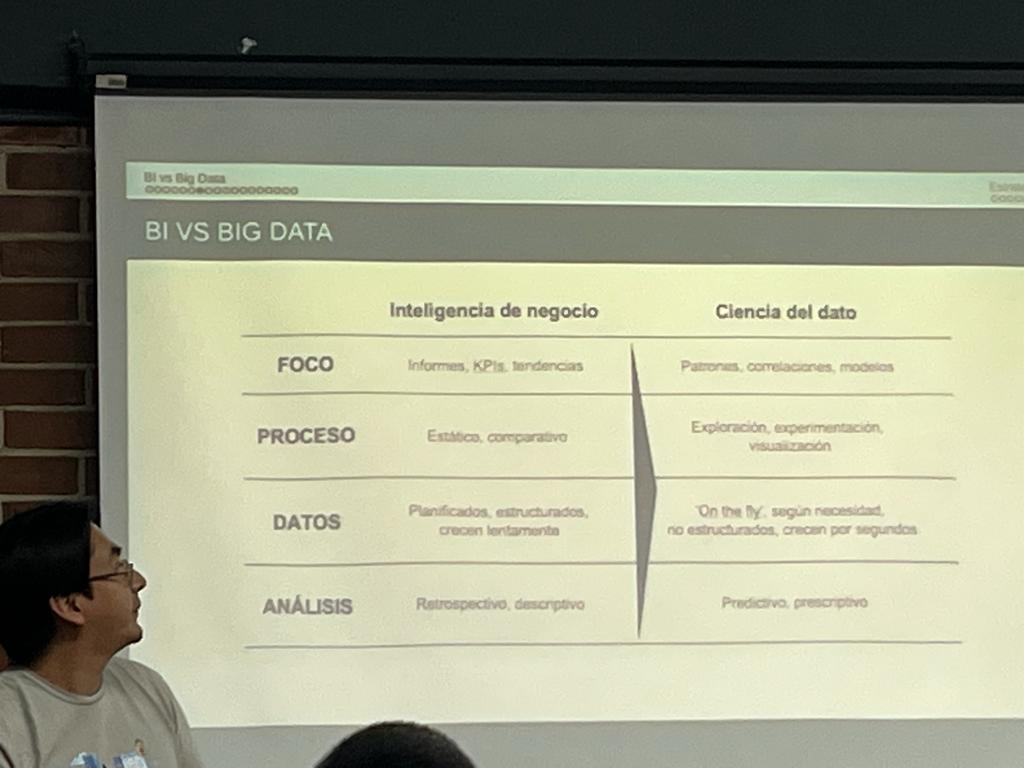 BI vs Big Data
BI VS BIG DATA
Inteligencia de negocio Ciencia del dato
FOCO Informes, KPIs, tendencias Patrones, correlaciones, modelos
PROCESO Estático, comparativo Exploración, experimentación,
visualización
DATOS Planificados, estructurados, 'On the fly', según necesidad,
crecen lentamente no estructurados, crecen por segundos
ANÁLISIS Retrospectivo, descriptivo Predictivo, prescriptivo